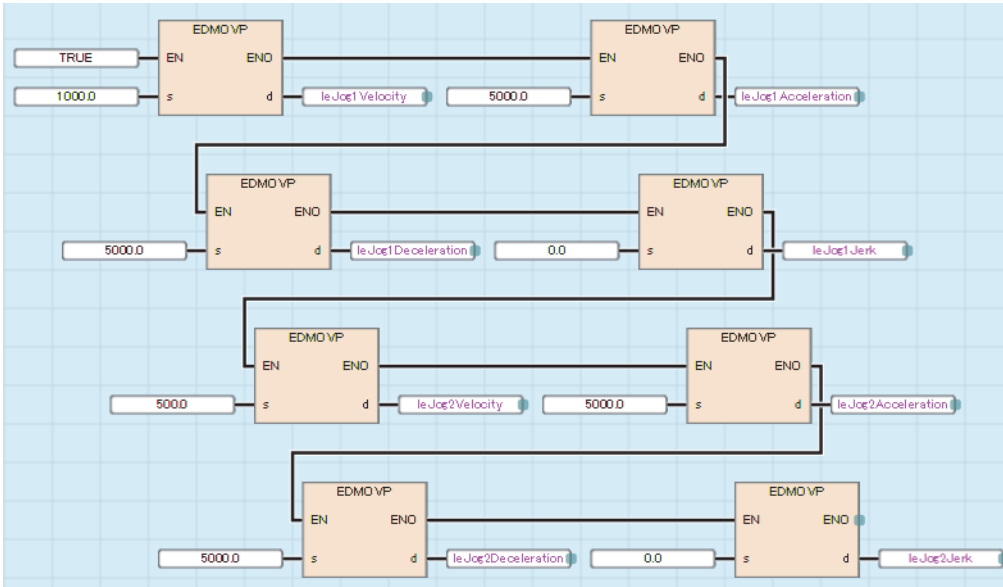 EDMOVP EDMOVP
TRUE EN ENO EN ENO
1000.0 s d leJog1Velocity 5000.0 s d leJog1Acceleration
EDMOVP EDMOVP
EN ENO EN ENO
5000.0 s d leJog1Deceleration 0.0 s d leJog1Jerk
EDMOVP EDMOVP
EN ENO EN ENO
500.0 s d leJog2Velocity 5000.0 s d leJog2Acceleration
EDMOVP EDMOVP
EN ENO EN ENO
5000.0 s d leJog2Deceleration 0.0 s d leJog2Jerk